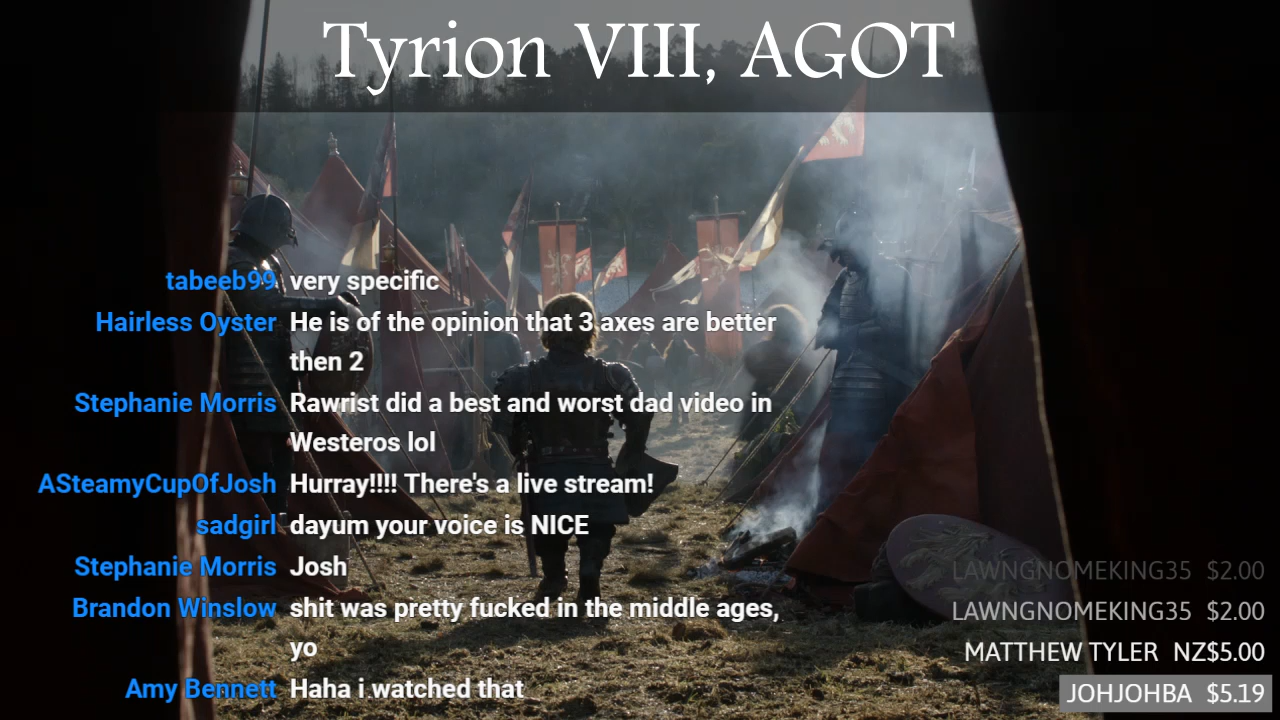 Tyrion VIII, AGOT
tabeeb99 very specific
Hairless Oyster He is of the opinion that 3 axes are better
then 2
Stephanie Morris Rawrist did a best and worst dad video in
Westeros lol
ASteamyCupOfJosh Hurray!!!! There's a live stream!
sadgirl dayum your voice is NICE
Stephanie Morris Josh
Brandon Winslow shit was pretty fucked in the middle ages,
yo
Amy Bennett Haha i watched that
LAWNGNOMEKING35 $2.00
LAWNGNOMEKING35 $2.00
MATTHEW TYLER NZ$5.00
JOHJOHBA $5.19